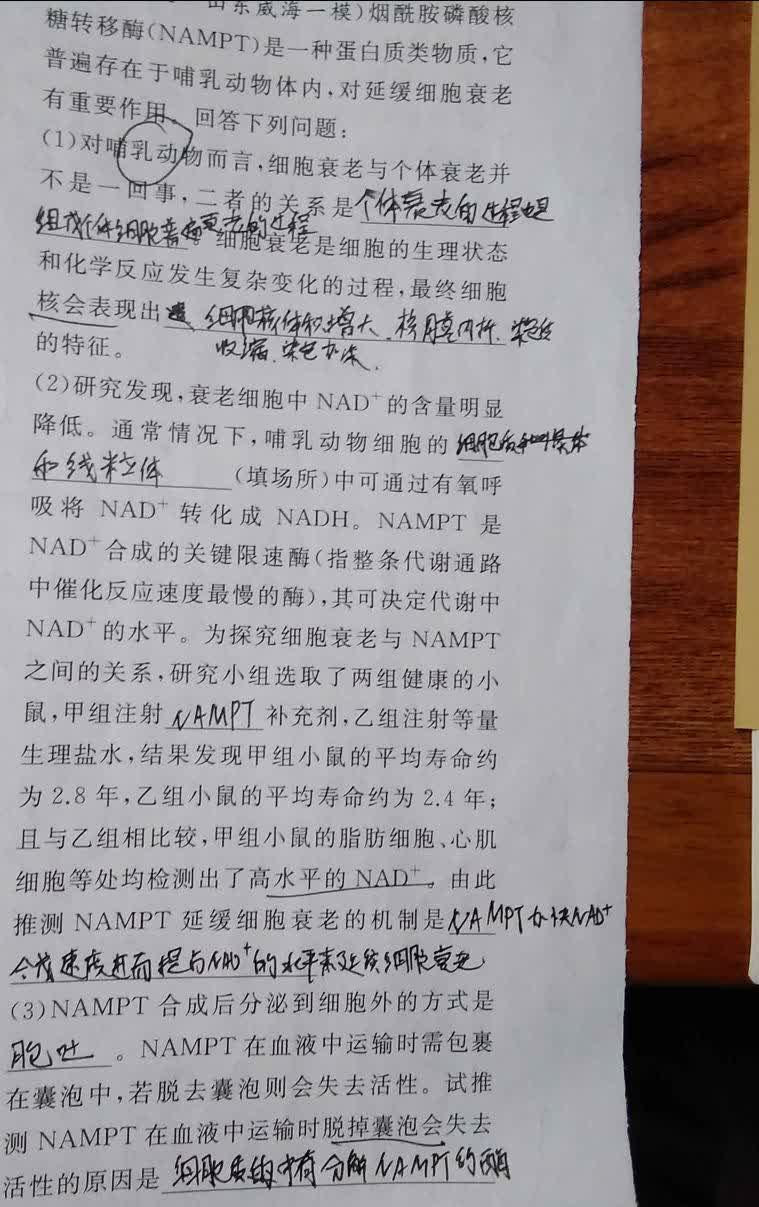 山东威海一模)烟酰胺磷酸核
糖转移酶(NAMPT)是一种蛋白质类物质,它
普遍存在于哺乳动物体内,对延缓细胞衰老
有重要作用。回答下列问题:
(1)对哺乳动物而言,细胞衰老与个体衰老并
不是一回事,二者的关系是个体衰老的过程也是
组成个体细胞普遍衰老的过程 细胞衰老是细胞的生理状态
和化学反应发生复杂变化的过程,最终细胞
核会表现出 细胞核体积增大、核膜内折、染色质
的特征。 收缩、染色加深.
(2)研究发现,衰老细胞中NAD⁺的含量明显
降低。通常情况下,哺乳动物细胞的细胞质基质
和线粒体(填场所)中可通过有氧呼
吸将 NAD⁺ 转化成 NADH。NAMPT 是
NAD⁺合成的关键限速酶(指整条代谢通路
中催化反应速度最慢的酶),其可决定代谢中
NAD⁺的水平。为探究细胞衰老与 NAMPT
之间的关系,研究小组选取了两组健康的小
鼠,甲组注射 NAMPT 补充剂,乙组注射等量
生理盐水,结果发现甲组小鼠的平均寿命约
为 2.8 年,乙组小鼠的平均寿命约为 2.4 年;
且与乙组相比较,甲组小鼠的脂肪细胞、心肌
细胞等处均检测出了高水平的 NAD⁺。由此
推测 NAMPT 延缓细胞衰老的机制是NAMPT加快NAD⁺
合成速度进而提高NAD⁺的水平来延缓细胞衰老
(3)NAMPT 合成后分泌到细胞外的方式是
胞吐 。NAMPT 在血液中运输时需包裹
在囊泡中,若脱去囊泡则会失去活性。试推
测 NAMPT 在血液中运输时脱掉囊泡会失去
活性的原因是 细胞质中有分解NAMPT的酶